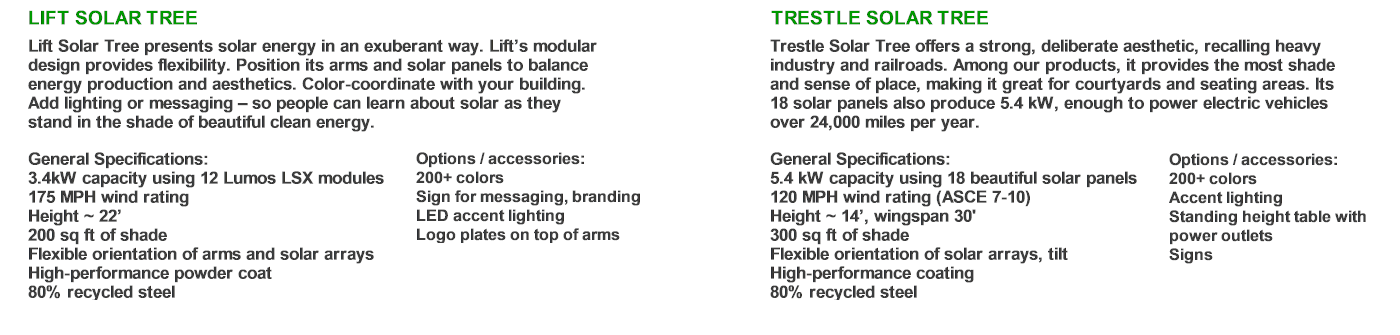 LIFT SOLAR TREE
Lift Solar Tree presents solar energy in an exuberant way. Lift's modular
design provides flexibility. Position its arms and solar panels to balance
energy production and aesthetics. Color-coordinate with your building.
Add lighting or messaging – so people can learn about solar as they
stand in the shade of beautiful clean energy.
General Specifications:
3.4kW capacity using 12 Lumos LSX modules
175 MPH wind rating
Height ~ 22’
200 sq ft of shade
Flexible orientation of arms and solar arrays
High-performance powder coat
80% recycled steel
Options / accessories:
200+ colors
Sign for messaging, branding
LED accent lighting
Logo plates on top of arms
TRESTLE SOLAR TREE
Trestle Solar Tree offers a strong, deliberate aesthetic, recalling heavy
industry and railroads. Among our products, it provides the most shade
and sense of place, making it great for courtyards and seating areas. Its
18 solar panels also produce 5.4 kW, enough to power electric vehicles
over 24,000 miles per year.
General Specifications:
5.4 kW capacity using 18 beautiful solar panels
120 MPH wind rating (ASCE 7-10)
Height ~ 14’, wingspan 30'
300 sq ft of shade
Flexible orientation of solar arrays, tilt
High-performance coating
80% recycled steel
Options / accessories:
200+ colors
Accent lighting
Standing height table with
power outlets
Signs